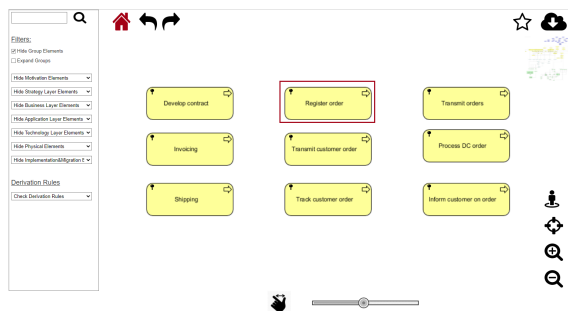 Filters:
Hide Group Elements
Expand Groups
Hide Motivation Elements
Hide Strategy Layer Elements
Hide Business Layer Elements
Hide Application Layer Elements
Hide Technology Layer Elements
Hide Physical Elements
Hide Implementation&Migration E
Derivation Rules
Check Derivation Rules
Develop contract
Register order
Transmit orders
Invoicing
Transmit customer order
Process DC order
Shipping
Track customer order
Inform customer on order